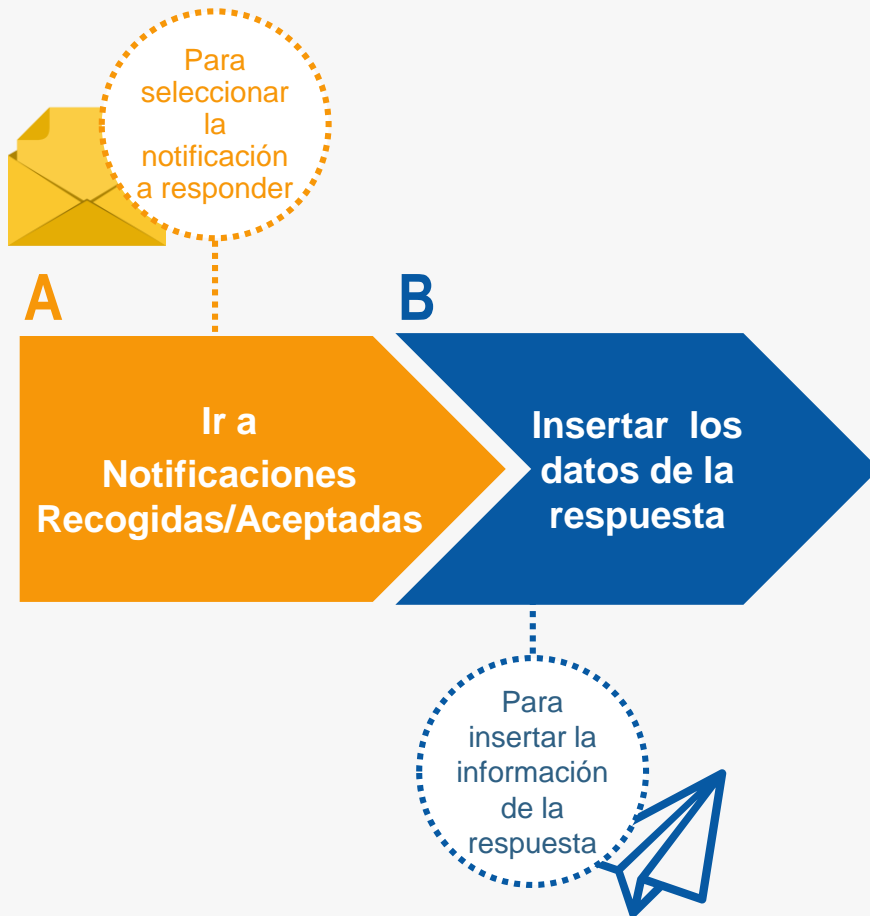 Para
seleccionar
la
notificación
a responder
A
B
Ir a
Notificaciones
Recogidas/Aceptadas
Insertar los
datos de la
respuesta
Para
insertar la
información
de la
respuesta